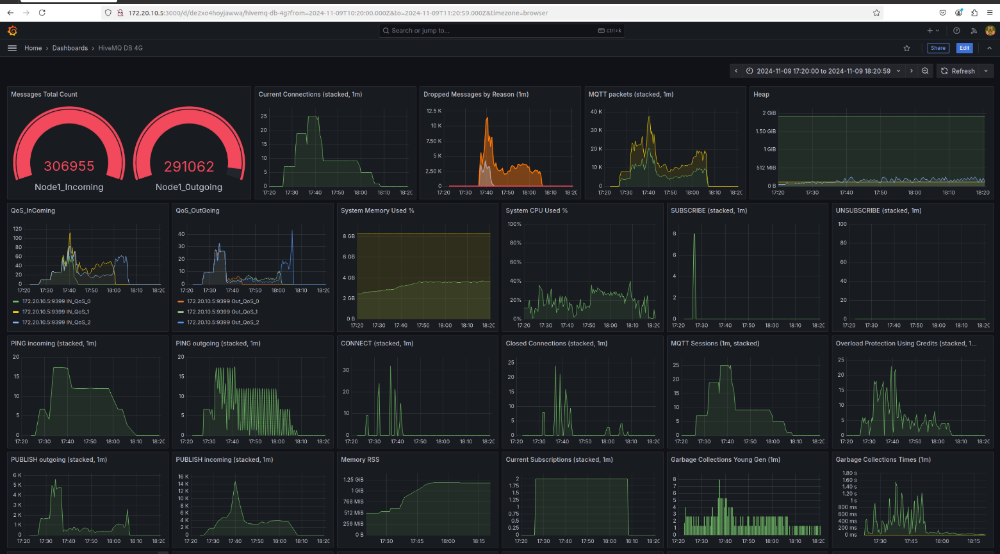 172.20.10.5:3000/d/de2xo4hoyjawwa/hivemq-db-4g?from=2024-11-09T10:20:00.000Z&to=2024-11-09T11:20:59.000Z&timezone=browser
Search or jump to...
ctrl+k
Home › Dashboards › HiveMQ DB 4G
Share
Edit
2024-11-09 17:20:00 to 2024-11-09 18:20:59
Refresh
Messages Total Count
306955
Node1_Incoming
291062
Node1_0utgoing
Current Connections (stacked, 1m)
25
20
15
10
5
0
17:20 17:30 17:40 17:50 18:00 18:10 18:2
Dropped Messages by Reason (1m)
12.5 K
10 K
7.50 K
5 K
2.50 K
0
17:20 17:30 17:40 17:50 18:00 18:10 18:2
MQTT packets (stacked, 1m)
40 K
30 K
20 K
10 K
0
17:20 17:30 17:40 17:50 18:00 18:10 18:2
Heap
2 GiB
1.50 GiB
1 GiB
512 MiB
0 B
17:20 17:30 17:40 17:50 18:00 18:10 18:20
QoS_InComing
120
100
80
60
40
20
0
17:20 17:30 17:40 17:50 18:00 18:10 18:2
172.20.10.5:9399 IN_QoS_0
172.20.10.5:9399 IN_QoS_1
172.20.10.5:9399 IN_QoS_2
QoS_OutGoing
40
30
20
10
0
17:20 17:30 17:40 17:50 18:00 18:10 18:2
172.20.10.5:9399 Out_QoS_0
172.20.10.5:9399 Out_QoS_1
172.20.10.5:9399 Out_QoS_2
System Memory Used %
8 GB
6 GB
4 GB
2 GB
0 B
17:20 17:30 17:40 17:50 18:00 18:10 18:2
System CPU Used %
100%
80%
60%
40%
20%
0%
17:20 17:30 17:40 17:50 18:00 18:10 18:2
SUBSCRIBE (stacked, 1m)
8
6
4
2
0
17:20 17:30 17:40 17:50 18:00 18:10 18:2
UNSUBSCRIBE (stacked, 1m)
100
80
60
40
20
0
17:20 17:30 17:40 17:50 18:00 18:10 18:2
PING incoming (stacked, 1m)
20
15
10
5
0
17:20 17:30 17:40 17:50 18:00 18:10 18:2
PING outgoing (stacked, 1m)
20
15
10
5
0
17:20 17:30 17:40 17:50 18:00 18:10 18:2
CONNECT (stacked, 1m)
30
20
10
0
17:20 17:30 17:40 17:50 18:00 18:10 18:2
Closed Connections (stacked, 1m)
25
20
15
10
5
0
17:20 17:30 17:40 17:50 18:00 18:10 18:2
MQTT Sessions (1m, stacked)
25
20
15
10
5
0
17:20 17:30 17:40 17:50 18:00 18:10 18:2
Overload Protection Using Credits (stacked, 1...
25
20
15
10
5
0
17:20 17:30 17:40 17:50 18:00 18:10 18:2
PUBLISH outgoing (stacked, 1m)
6 K
5 K
4 K
3 K
2 K
1 K
0
17:20 17:30 17:40 17:50 18:00 18:10 18:2
PUBLISH incoming (stacked, 1m)
16 K
14 K
12 K
10 K
8 K
6 K
4 K
2 K
0
17:20 17:30 17:40 17:50 18:00 18:10 18:2
Memory RSS
1.25 GiB
1 GiB
768 MiB
512 MiB
256 MiB
0 B
17:30 17:45 18:00 18:15
Current Subscriptions (stacked, 1m)
2
1.75
1.5
1.25
1
0.75
0.5
0.25
0
17:20 17:30 17:40 17:50 18:00 18:10 18:2
Garbage Collections Young Gen (1m)
8
7
6
5
4
3
2
1
0
17:20 17:30 17:40 17:50 18:00 18:10 18:2
Garbage Collections Times (1m)
1.80 s
1.60 s
1.40 s
1.20 s
1 s
800 ms
600 ms
400 ms
200 ms
0 ms
17:30 17:45 18:00 18:15